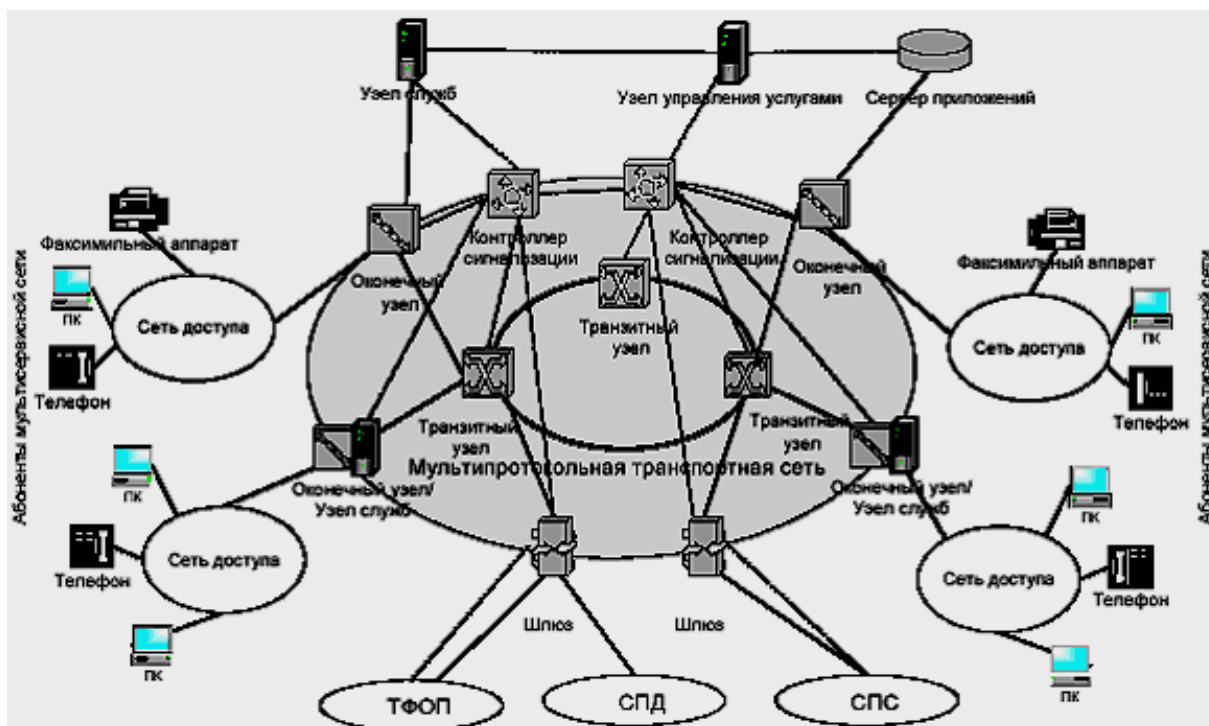 Узел служб
Узел управления услугами
Сервер приложений
Факсимильный аппарат
Контроллер
сигнализации
Контроллер
сигнализации
Факсимильный аппарат
Оконечный
узел
Оконечный
узел
ПК
Сеть доступа
Транзитный
узел
Сеть доступа
ПК
Телефон
Телефон
Абоненты мультисервисной сети
Абоненты мультисервисной сети
Транзитный
узел
Транзитный
узел
Мультипротокольная транспортная сеть
ПК
Оконечный узел/
Узел служб
Оконечный узел/
Узел служб
ПК
Телефон
Сеть доступа
Сеть доступа
Телефон
Шлюз
Шлюз
ПК
ПК
ТФОП
СПД
СПС